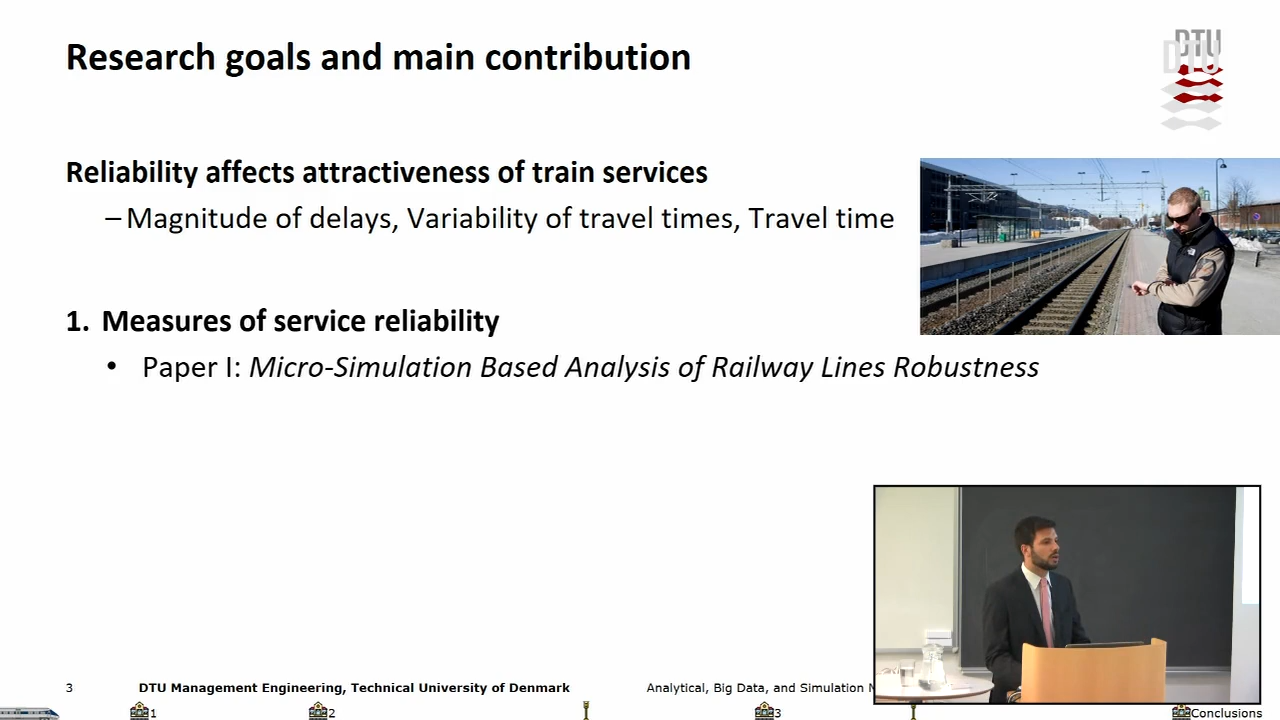 Research goals and main contribution
DTU
DTU
Reliability affects attractiveness of train services
– Magnitude of delays, Variability of travel times, Travel time
1. Measures of service reliability
• Paper I: Micro-Simulation Based Analysis of Railway Lines Robustness
3 DTU Management Engineering, Technical University of Denmark Analytical, Big Data, and Simulation M
1 2 3 Conclusions